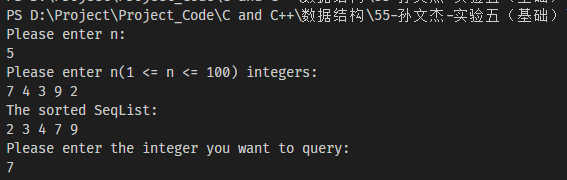 PS D:\Project\Project_Code\C and C++\数据结构\55-孙文杰-实验五（基础）
Please enter n:
5
Please enter n(1 <= n <= 100) integers:
7 4 3 9 2
The sorted SeqList:
2 3 4 7 9
Please enter the integer you want to query:
7